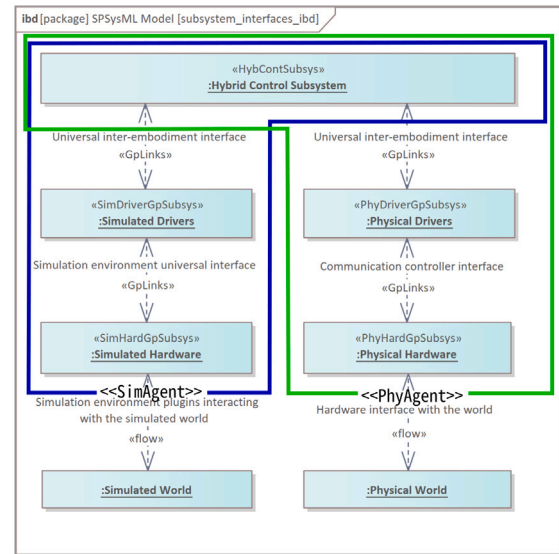 ibd [package] SPSysML Model [subsystem_interfaces_ibd]
«HybContSubsys»
:Hybrid Control Subsystem
Universal inter-embodiment interface
«GpLinks»
Universal inter-embodiment interface
«GpLinks»
«SimDriverGpSubsys»
:Simulated Drivers
«PhyDriverGpSubsys»
:Physical Drivers
Simulation environment universal interface
«GpLinks»
Communication controller interface
«GpLinks»
«SimHardGpSubsys»
:Simulated Hardware
«PhyHardGpSubsys»
:Physical Hardware
<<SimAgent>>
<<PhyAgent>>
Simulation environment plugins interacting
with the simulated world
«flow»
Hardware interface with the world
«flow»
:Simulated World
:Physical World